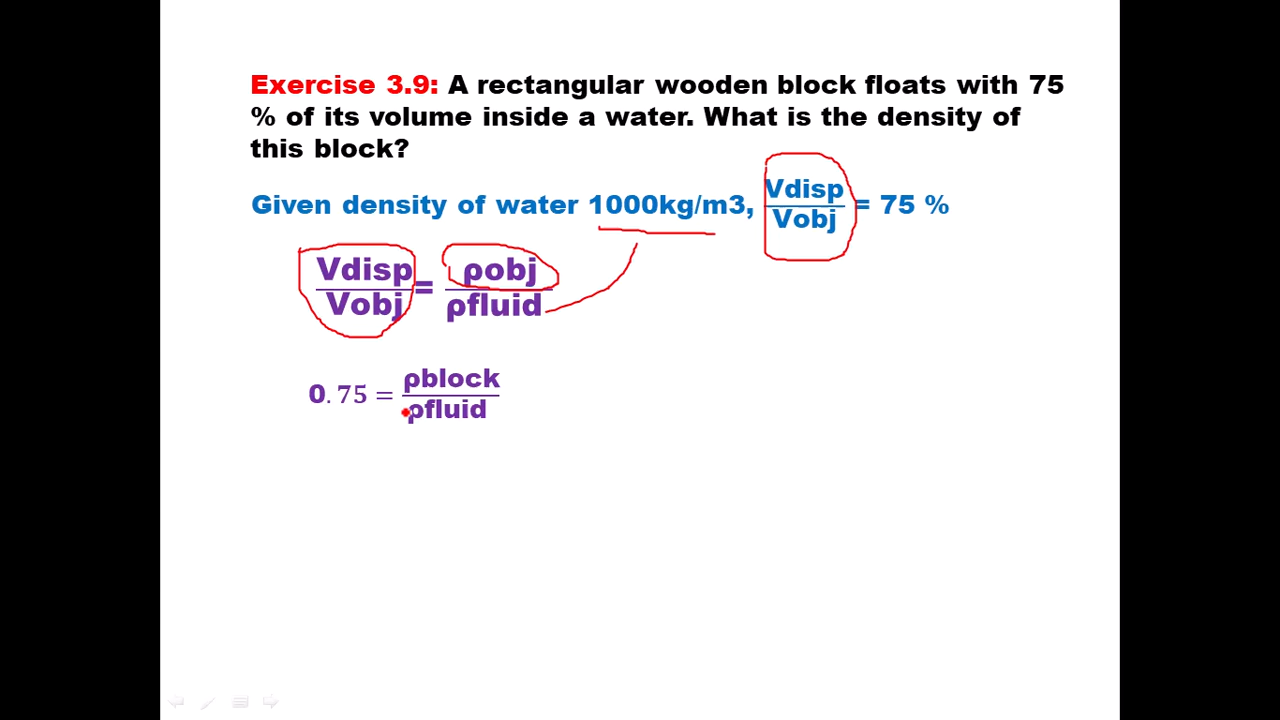 Exercise 3.9: A rectangular wooden block floats with 75
% of its volume inside a water. What is the density of
this block?
Given density of water 1000kg/m3, Vdisp/Vobj = 75 %
Vdisp/Vobj = ρobj/ρfluid
0.75 = ρblock/ρfluid